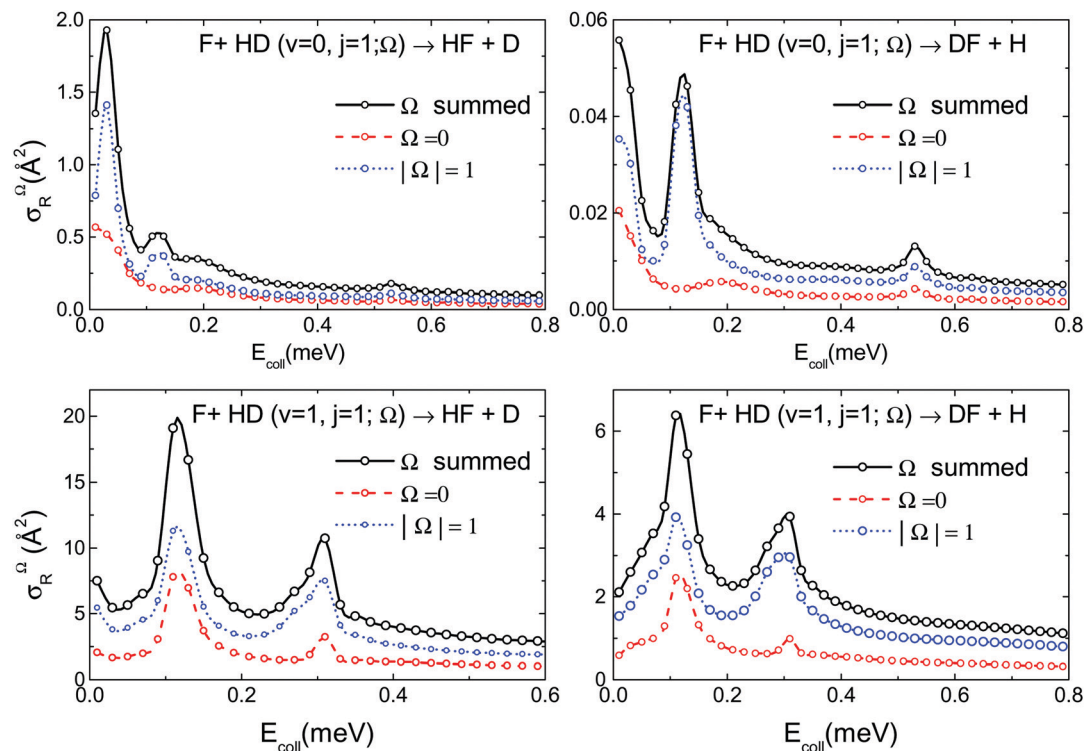 F+ HD (v=0, j=1;Ω) → HF + D
Ω summed
Ω =0
| Ω | = 1
2.0
1.5
1.0
0.5
0.0
σ_R^Ω(Å²)
0.0 0.2 0.4 0.6 0.8
E_coll(meV)
F+ HD (v=0, j=1; Ω) → DF + H
Ω summed
Ω =0
| Ω | = 1
0.06
0.04
0.02
0.00
0.0 0.2 0.4 0.6 0.8
E_coll(meV)
F+ HD (v=1, j=1; Ω) → HF + D
Ω summed
Ω =0
| Ω | = 1
20
15
10
5
0
σ_R^Ω (Å²)
0.0 0.2 0.4 0.6
E_coll(meV)
F+ HD (v=1, j=1; Ω) → DF + H
Ω summed
Ω =0
| Ω | = 1
6
4
2
0
0.0 0.2 0.4 0.6 0.8
E_coll(meV)